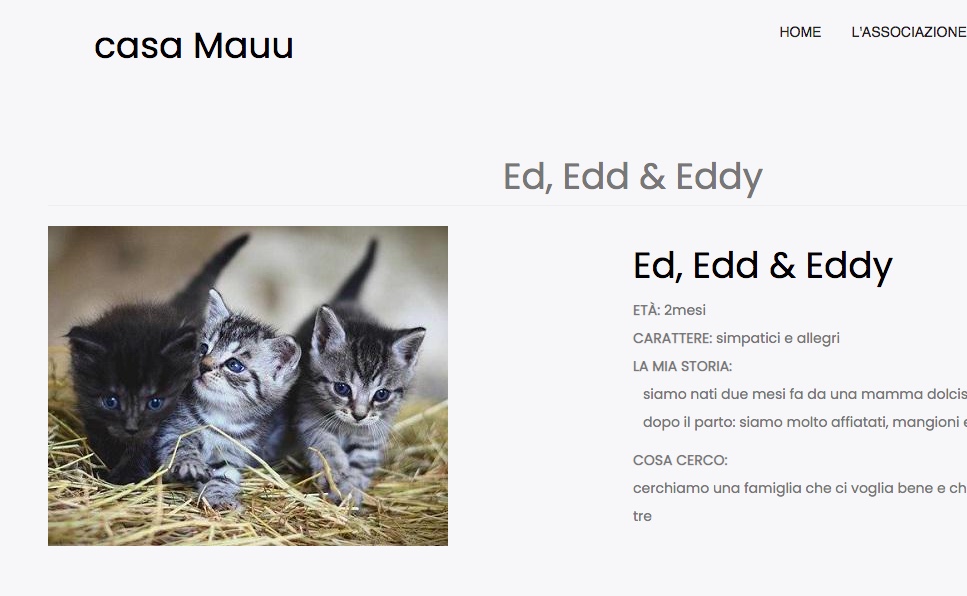 casa Mauu
HOME L'ASSOCIAZIONE
Ed, Edd & Eddy
Ed, Edd & Eddy
ETÀ: 2mesi
CARATTERE: simpatici e allegri
LA MIA STORIA:
siamo nati due mesi fa da una mamma
dopo il parto: siamo molto affiatati, mangioni
COSA CERCO:
cerchiamo una famiglia che ci voglia bene e
tre